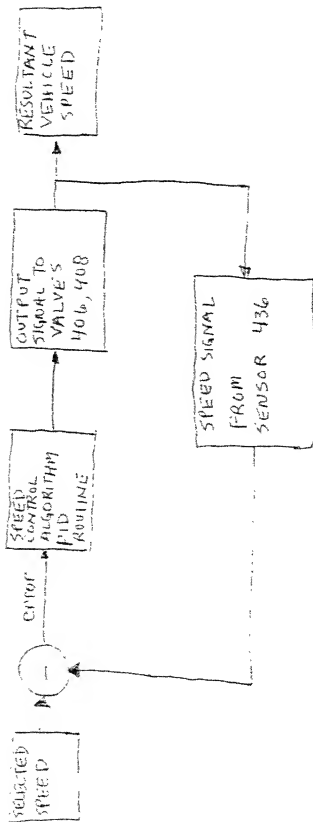 SELECTED
SPEED
-
error
SPEED
CONTROL
ALGORITHM
PID
ROUTINE
OUTPUT
SIGNAL TO
VALVE'S
406, 408
RESULTANT
VEHICLE
SPEED
SPEED SIGNAL
FROM
SENSOR 436